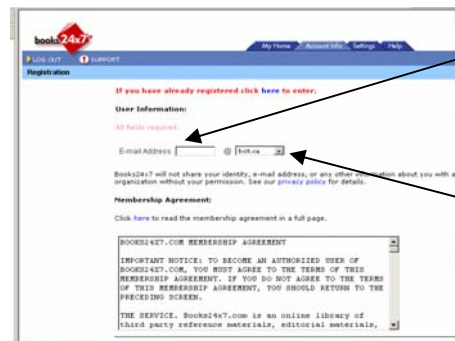 books24x7
My Home Account Info Settings Help
LOG OUT SUPPORT
Registration
If you have already registered click here to enter.
User Information:
All fields required.
E-mail Address @
Books24x7 will not share your identity, e-mail address, or any other information about you with a
organization without your permission. See our privacy policy for details.
Membership Agreement:
Click here to read the membership agreement in a full page.
BOOKS24X7.COM MEMBERSHIP AGREEMENT
IMPORTANT NOTICE: TO BECOME AN AUTHORIZED USER OF
BOOKS24X7.COM, YOU MUST AGREE TO THE TERMS OF THIS
MEMBERSHIP AGREEMENT. IF YOU DO NOT AGREE TO THE TERMS
OF THIS MEMBERSHIP AGREEMENT, YOU SHOULD RETURN TO THE
PRECEDING SCREEN.
THE SERVICE. Books24x7.com is an online library of
third party reference materials, editorial materials,